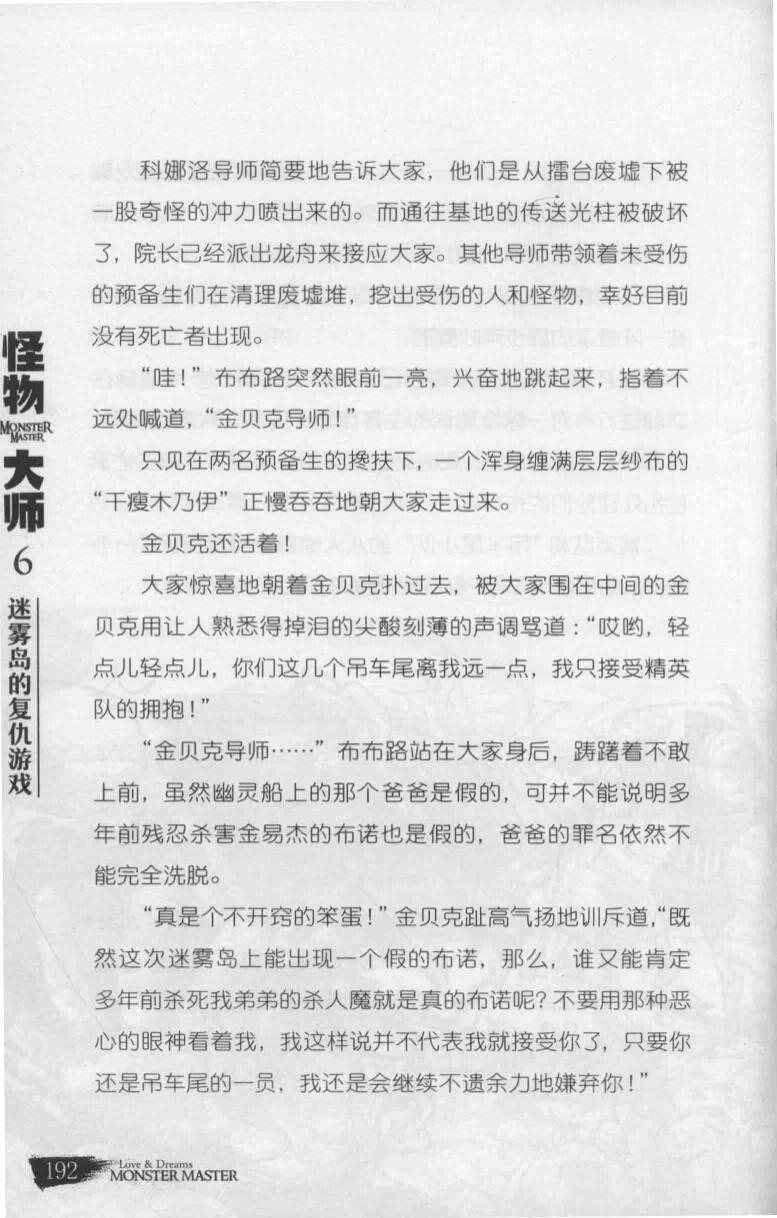 科娜洛导师简要地告诉大家，他们是从擂台废墟下被
一股奇怪的冲力喷出来的。而通往基地的传送光柱被破坏
了，院长已经派出龙舟来接应大家。其他导师带领着未受伤
的预备生们在清理废墟堆，挖出受伤的人和怪物，幸好目前
没有死亡者出现。
“哇！”布布路突然眼前一亮，兴奋地跳起来，指着不
远处喊道，“金贝克导师！”
只见在两名预备生的搀扶下，一个浑身缠满层层纱布的
“干瘦木乃伊”正慢吞吞地朝大家走过来。
金贝克还活着！
大家惊喜地朝着金贝克扑过去，被大家围在中间的金
贝克用让人熟悉得掉泪的尖酸刻薄的声调骂道：“哎哟，轻
点儿轻点儿，你们这几个吊车尾离我远一点，我只接受精英
队的拥抱！”
“金贝克导师……”布布路站在大家身后，踌躇着不敢
上前，虽然幽灵船上的那个爸爸是假的，可并不能说明多
年前残忍杀害金易杰的布诺也是假的，爸爸的罪名依然不
能完全洗脱。
“真是个不开窍的笨蛋！”金贝克趾高气扬地训斥道，“既
然这次迷雾岛上能出现一个假的布诺，那么，谁又能肯定
多年前杀死我弟弟的杀人魔就是真的布诺呢？不要用那种恶
心的眼神看着我，我这样说并不代表我就接受你了，只要你
还是吊车尾的一员，我还是会继续不遗余力地嫌弃你！”
怪物
MONSTER
MASTER
大师
6
迷雾岛的复仇游戏
192
Love & Dreams
MONSTER MASTER